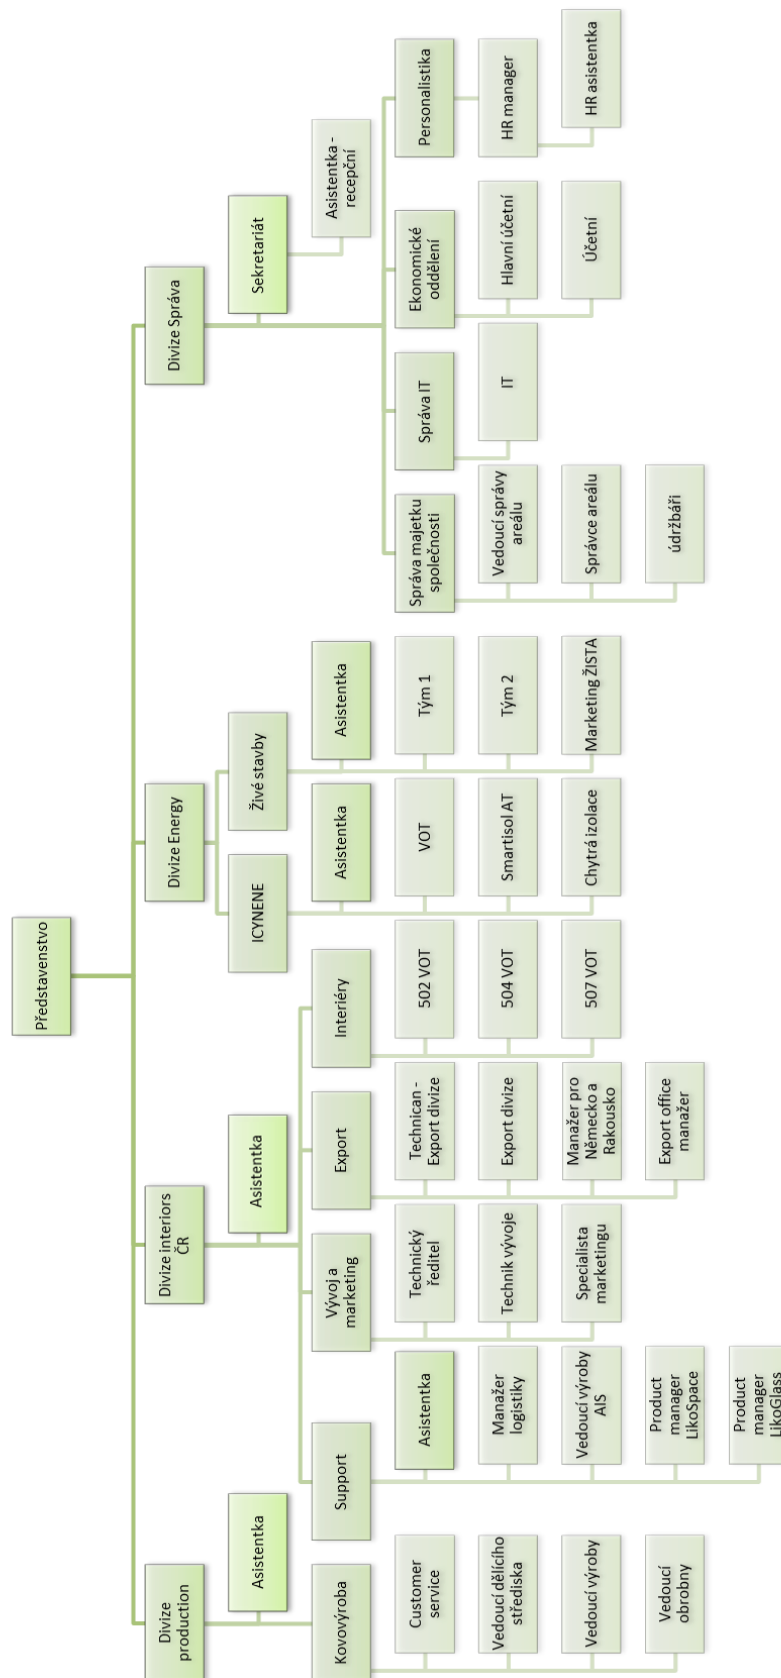 Představenstvo
Divize
production
Divize interiors
ČR
Divize Energy
Divize Správa
Asistentka
Asistentka
ICYNENE
Živé stavby
Sekretariát
Kovovýroba
Support
Vývoj a
marketing
Export
Interiéry
Asistentka
Asistentka
Asistentka -
recepční
Customer
service
Asistentka
Technický
ředitel
Technican -
Export divize
502 VOT
VOT
Tým 1
Správa majetku
společnosti
Správa IT
Ekonomické
oddělení
Personalistika
Vedoucí dělícího
střediska
Manažer
logistiky
Technik vývoje
Export divize
504 VOT
Smartisol AT
Tým 2
Vedoucí správy
areálu
IT
Hlavní účetní
HR manager
Vedoucí výroby
Vedoucí výroby
AIS
Specialista
marketingu
Manažer pro
Německo a
Rakousko
507 VOT
Chytrá izolace
Marketing ŽISTA
Správce areálu
Účetní
HR asistentka
Vedoucí
obrobny
Product
manager
LikoSpace
Export office
manažer
údržbáři
Product
manager
LikoGlass